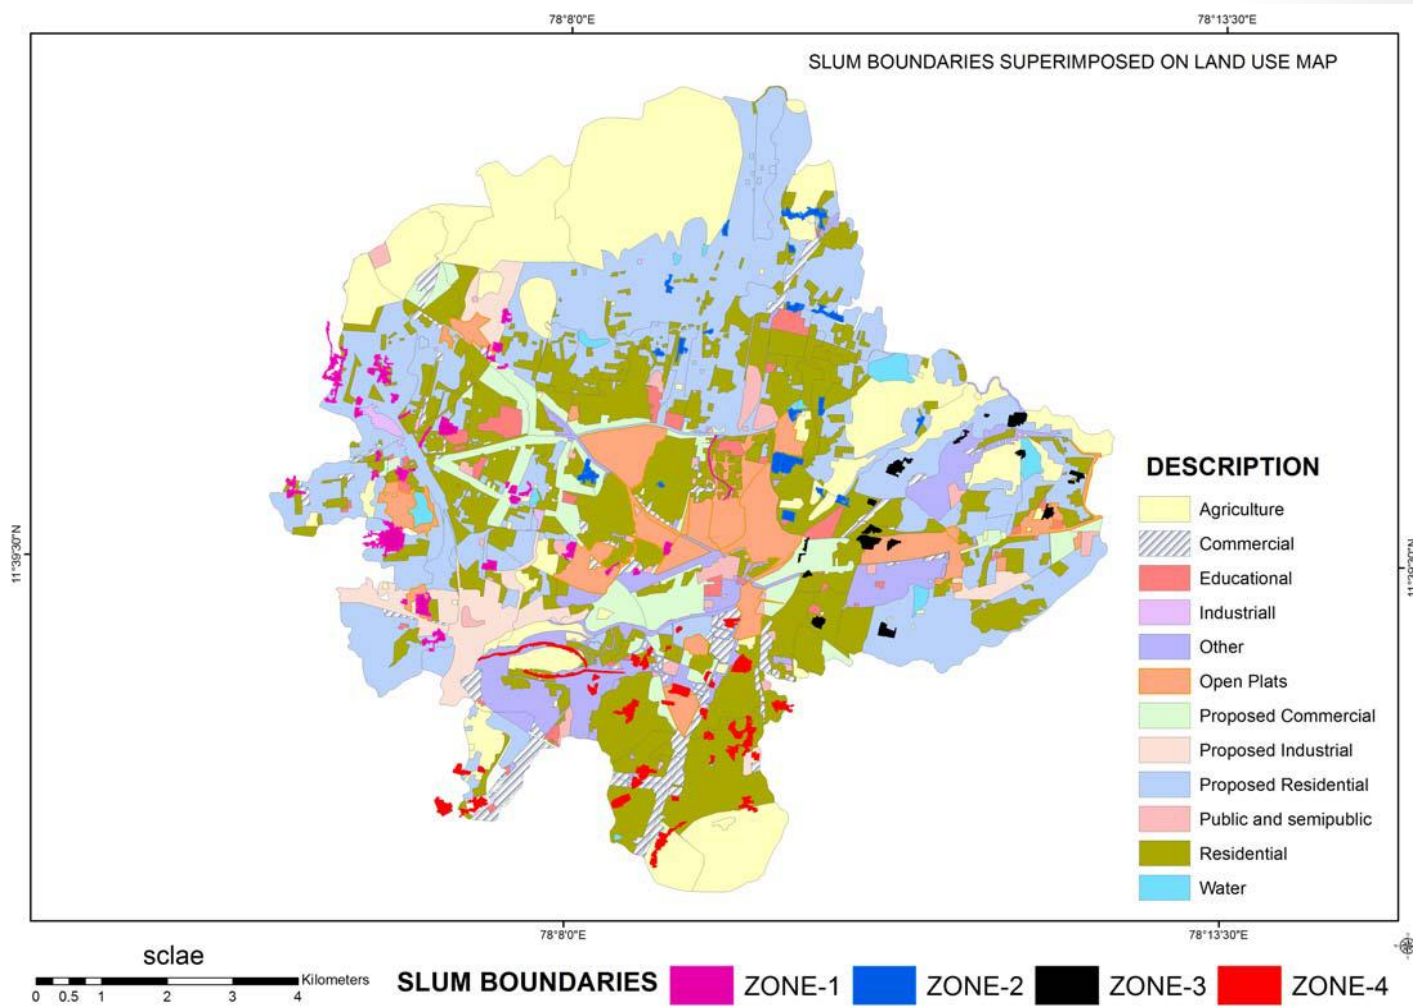 78°8'0"E
78°13'30"E
SLUM BOUNDARIES SUPERIMPOSED ON LAND USE MAP
11°39'30"N
11°39'30"N
DESCRIPTION
Agriculture
Commercial
Educational
Industriall
Other
Open Plats
Proposed Commercial
Proposed Industrial
Proposed Residential
Public and semipublic
Residential
Water
78°8'0"E
78°13'30"E
sclae
Kilometers
0 0.5 1 2 3 4
SLUM BOUNDARIES ZONE-1 ZONE-2 ZONE-3 ZONE-4